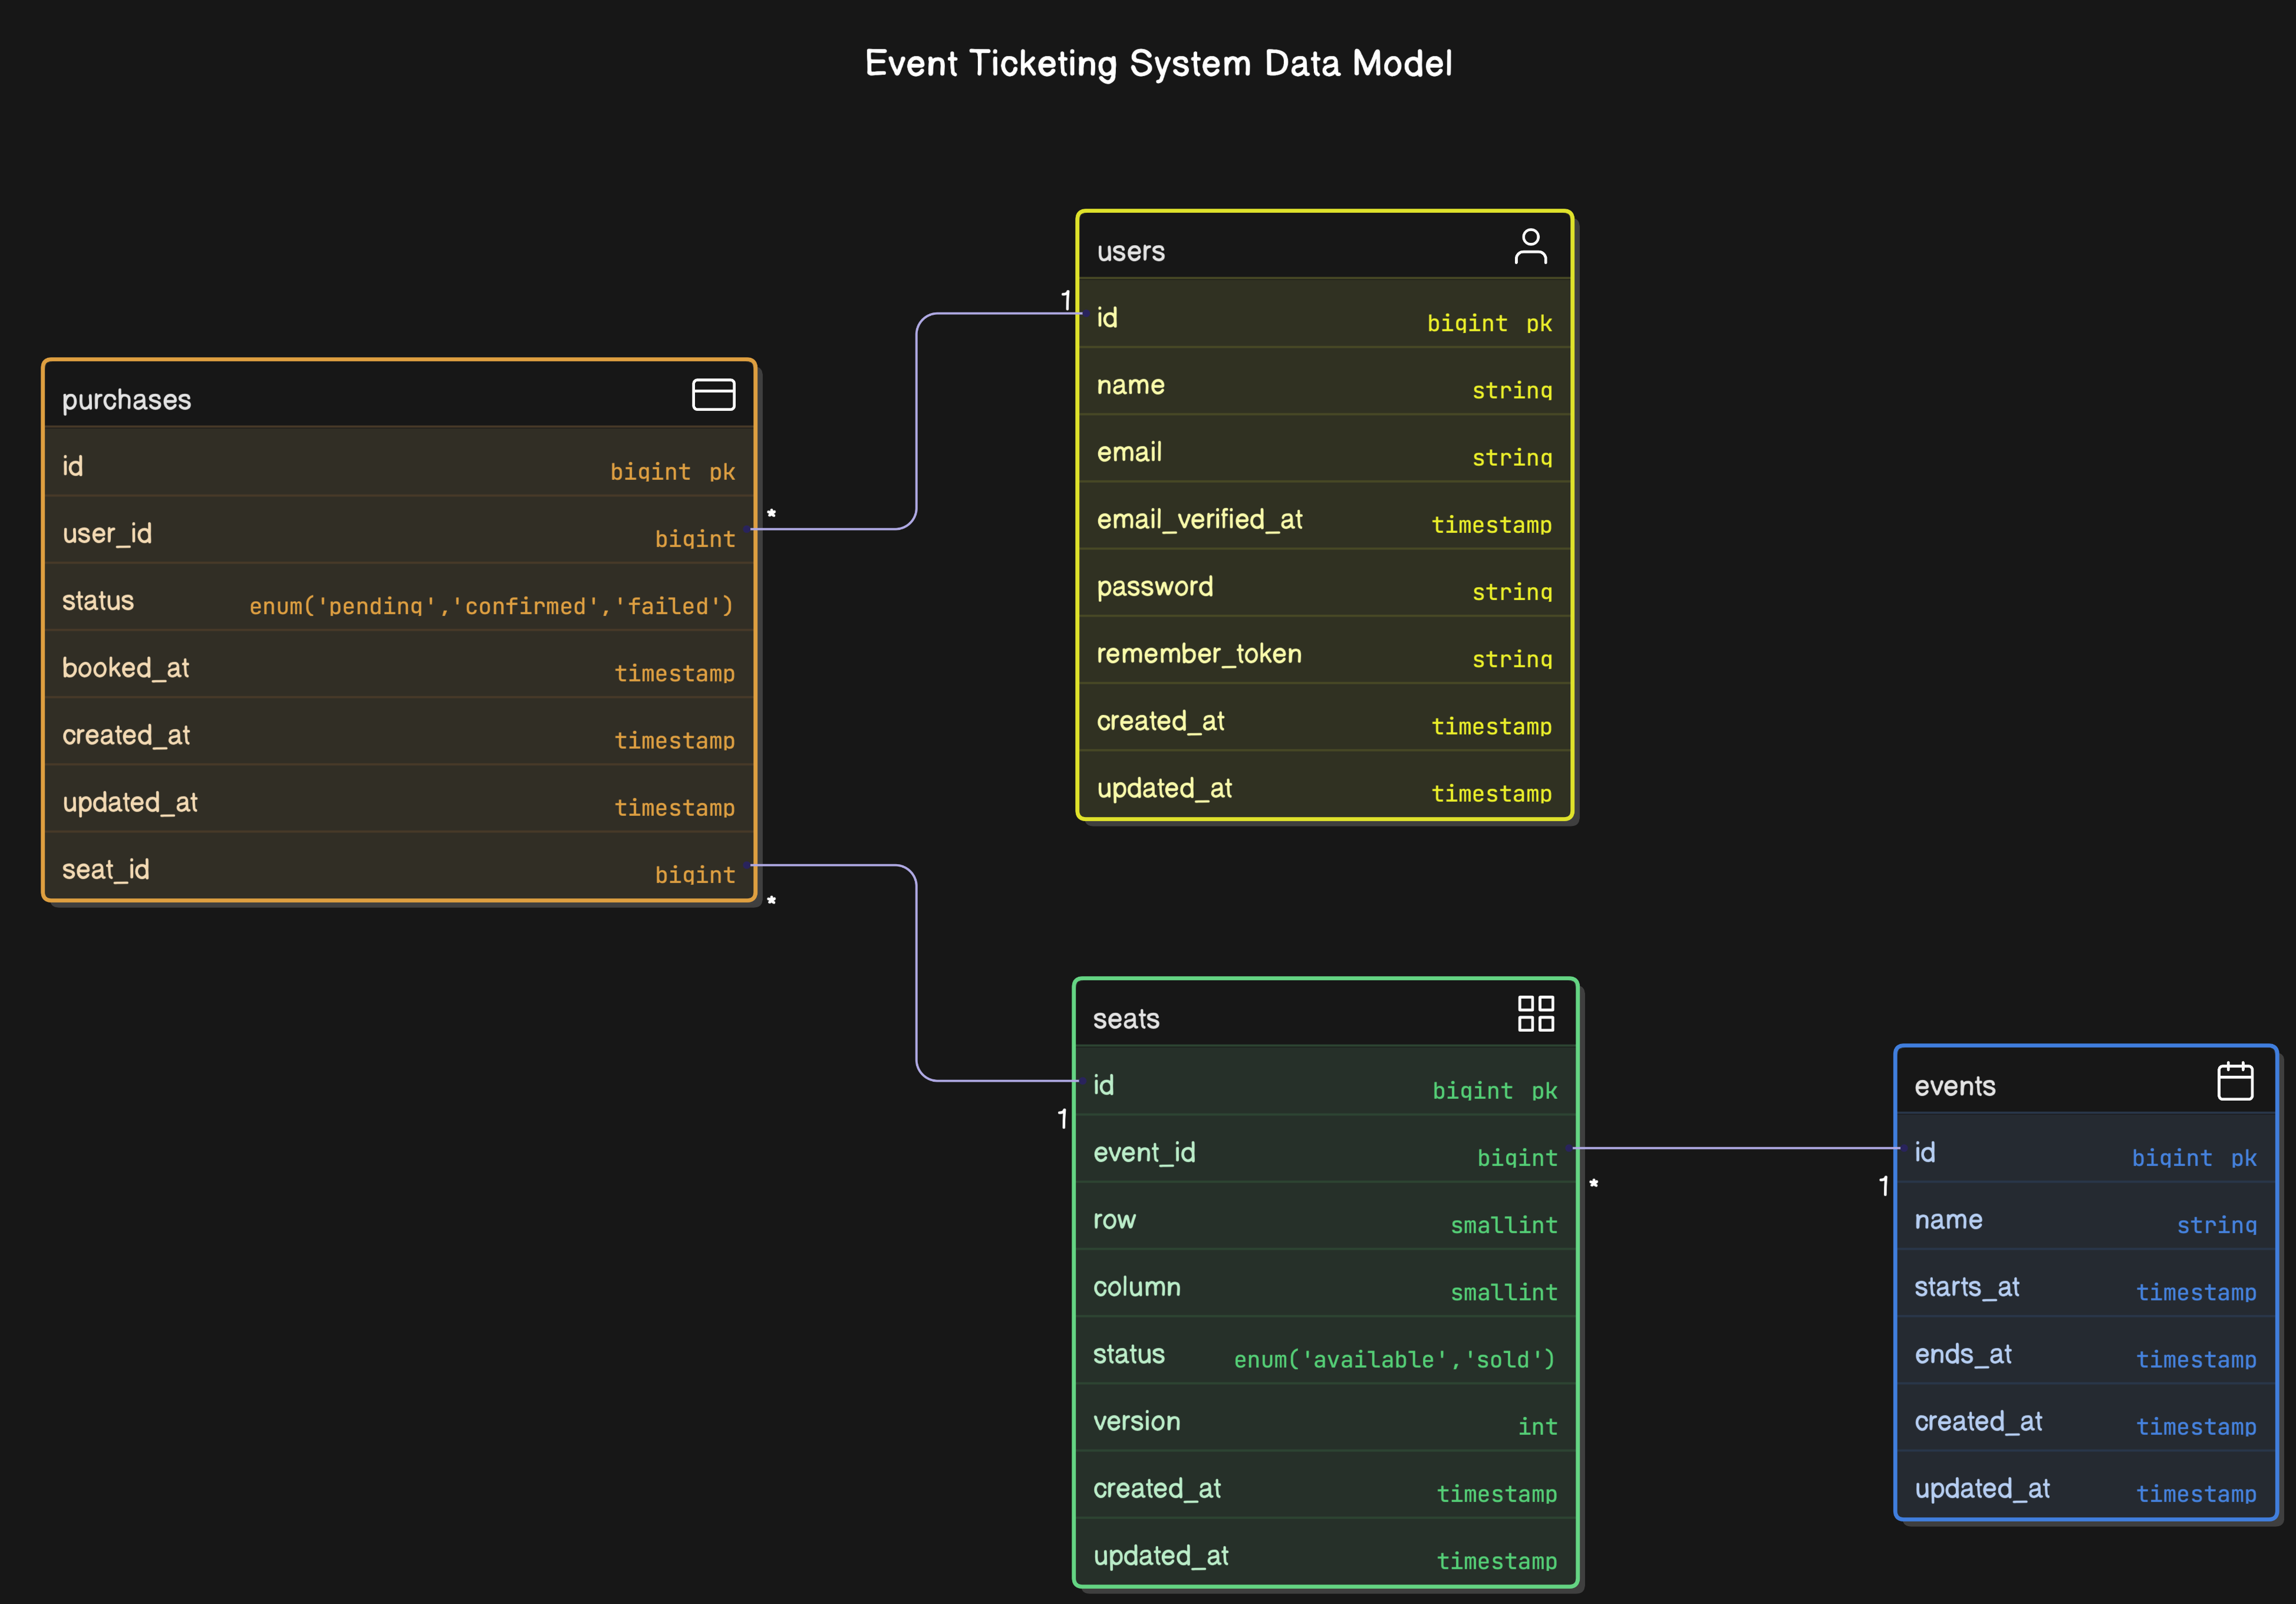 Event Ticketing System Data Model
users
id bigint pk
name string
email string
email_verified_at timestamp
password string
remember_token string
created_at timestamp
updated_at timestamp
purchases
id bigint pk
user_id bigint
status enum('pending','confirmed','failed')
booked_at timestamp
created_at timestamp
updated_at timestamp
seat_id bigint
1
*
*
1
seats
id bigint pk
event_id bigint
row smallint
column smallint
status enum('available','sold')
version int
created_at timestamp
updated_at timestamp
*
1
events
id bigint pk
name string
starts_at timestamp
ends_at timestamp
created_at timestamp
updated_at timestamp